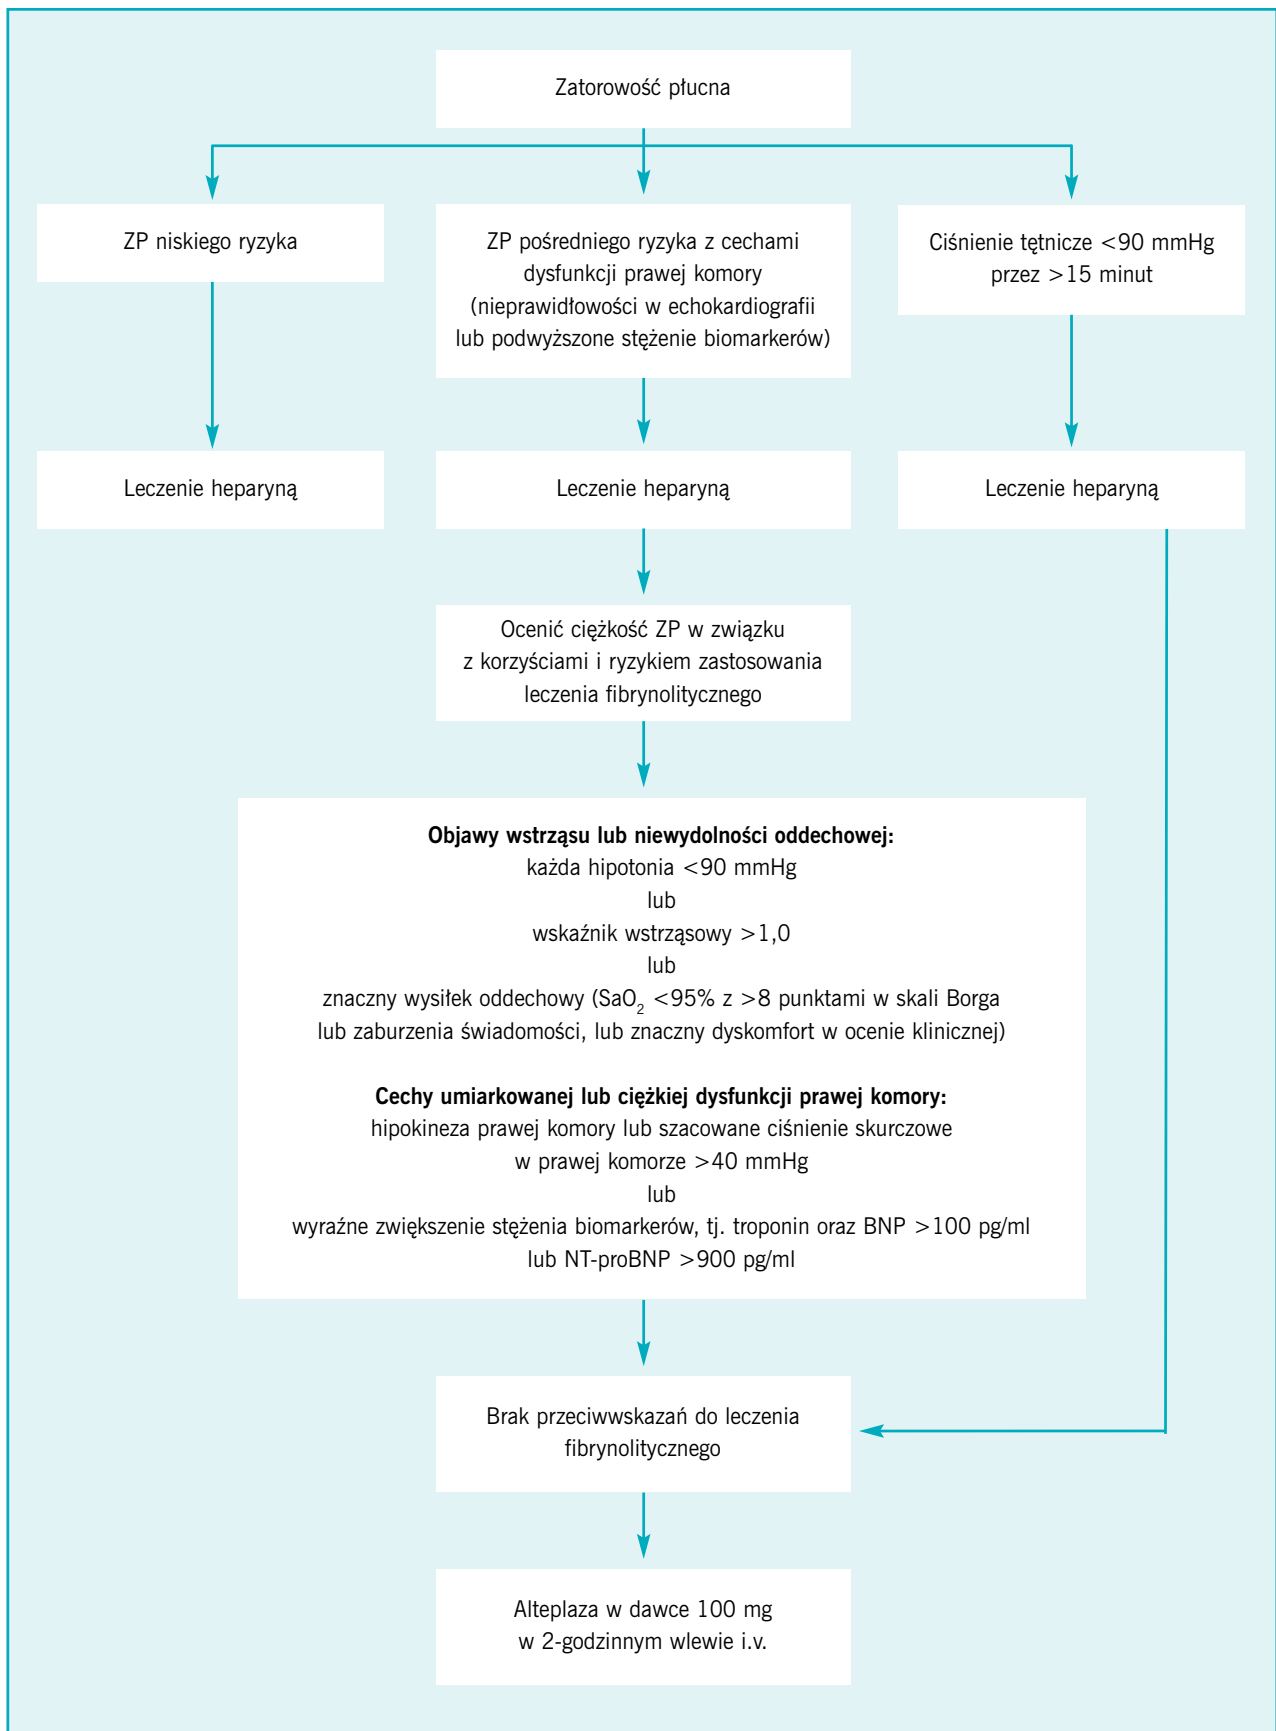 Zatorowość płucna
ZP niskiego ryzyka
ZP pośredniego ryzyka z cechami
dysfunkcji prawej komory
(nieprawidłowości w echokardiografii
lub podwyższone stężenie biomarkerów)
Ciśnienie tętnicze <90 mmHg
przez >15 minut
Leczenie heparyną
Leczenie heparyną
Leczenie heparyną
Ocenić ciężkość ZP w związku
z korzyściami i ryzykiem zastosowania
leczenia fibrynolitycznego
Objawy wstrząsu lub niewydolności oddechowej:
każda hipotonia <90 mmHg
lub
wskaźnik wstrząsowy >1,0
lub
znaczny wysiłek oddechowy (SaO₂ <95% z >8 punktami w skali Borga
lub zaburzenia świadomości, lub znaczny dyskomfort w ocenie klinicznej)
Cechy umiarkowanej lub ciężkiej dysfunkcji prawej komory:
hipokineza prawej komory lub szacowane ciśnienie skurczowe
w prawej komorze >40 mmHg
lub
wyraźne zwiększenie stężenia biomarkerów, tj. troponin oraz BNP >100 pg/ml
lub NT-proBNP >900 pg/ml
Brak przeciwwskazań do leczenia
fibrynolitycznego
Alteplaza w dawce 100 mg
w 2-godzinnym wlewie i.v.